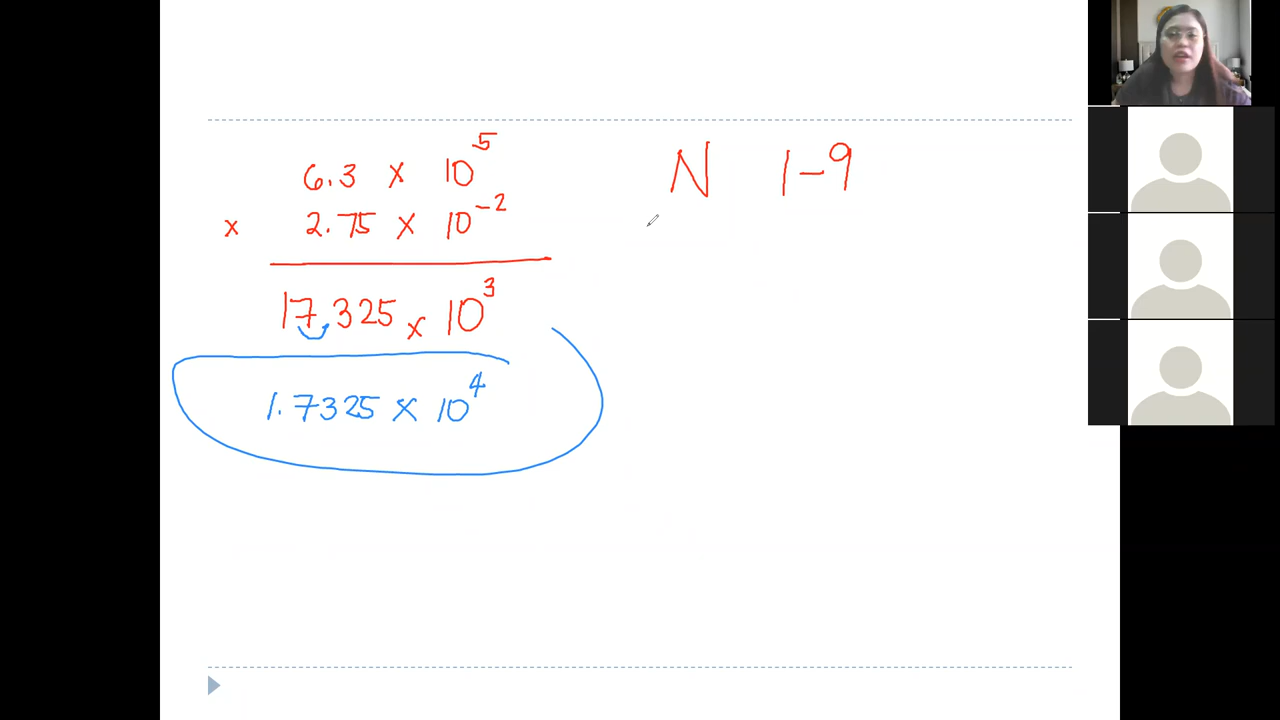 6.3 x 10^5
x 2.75 x 10^-2
17.325 x 10^3
1.7325 x 10^4
N 1-9